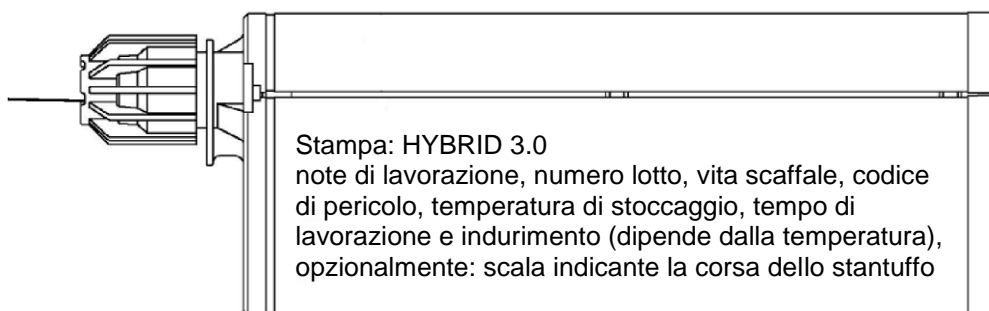 Stampa: HYBRID 3.0
note di lavorazione, numero lotto, vita scaffale, codice
di pericolo, temperatura di stoccaggio, tempo di
lavorazione e indurimento (dipende dalla temperatura),
opzionalmente: scala indicante la corsa dello stantuffo